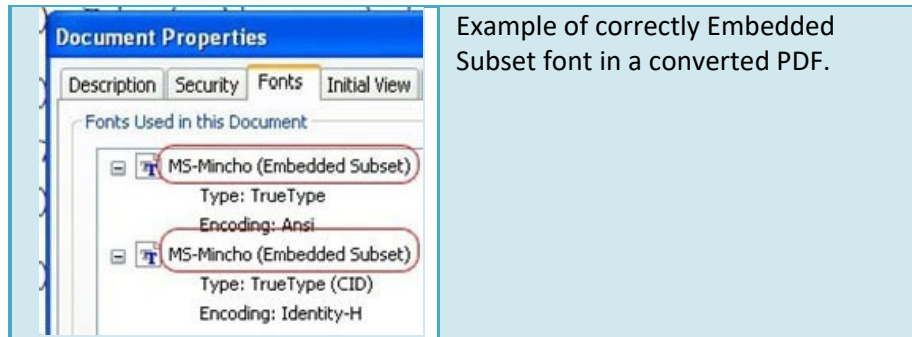 Document Properties
Description Security Fonts Initial View
Fonts Used in this Document
MS-Mincho (Embedded Subset)
Type: TrueType
Encoding: Ansi
MS-Mincho (Embedded Subset)
Type: TrueType (CID)
Encoding: Identity-H
Example of correctly Embedded
Subset font in a converted PDF.